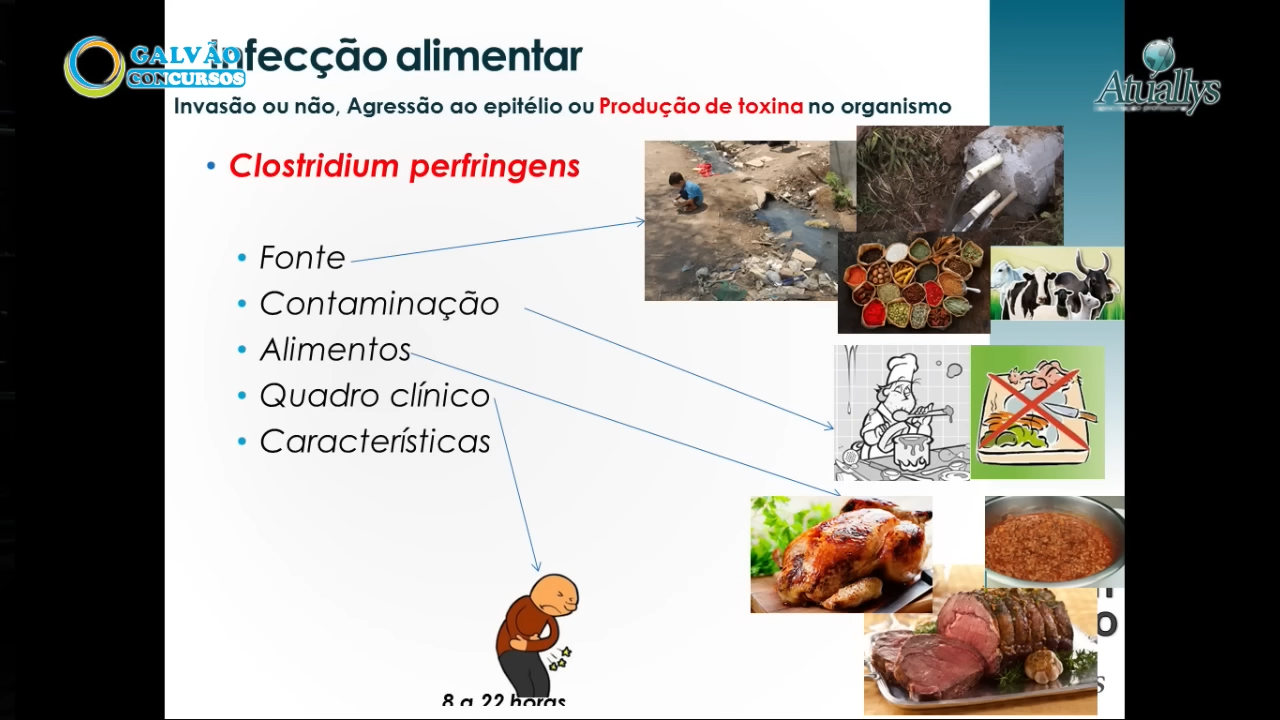 GALVÃO
CONCURSOS
Infecção alimentar
Atuallys
Invasão ou não, Agressão ao epitélio ou Produção de toxina no organismo
• Clostridium perfringens
• Fonte
• Contaminação
• Alimentos
• Quadro clínico
• Características
8 a 22 horas